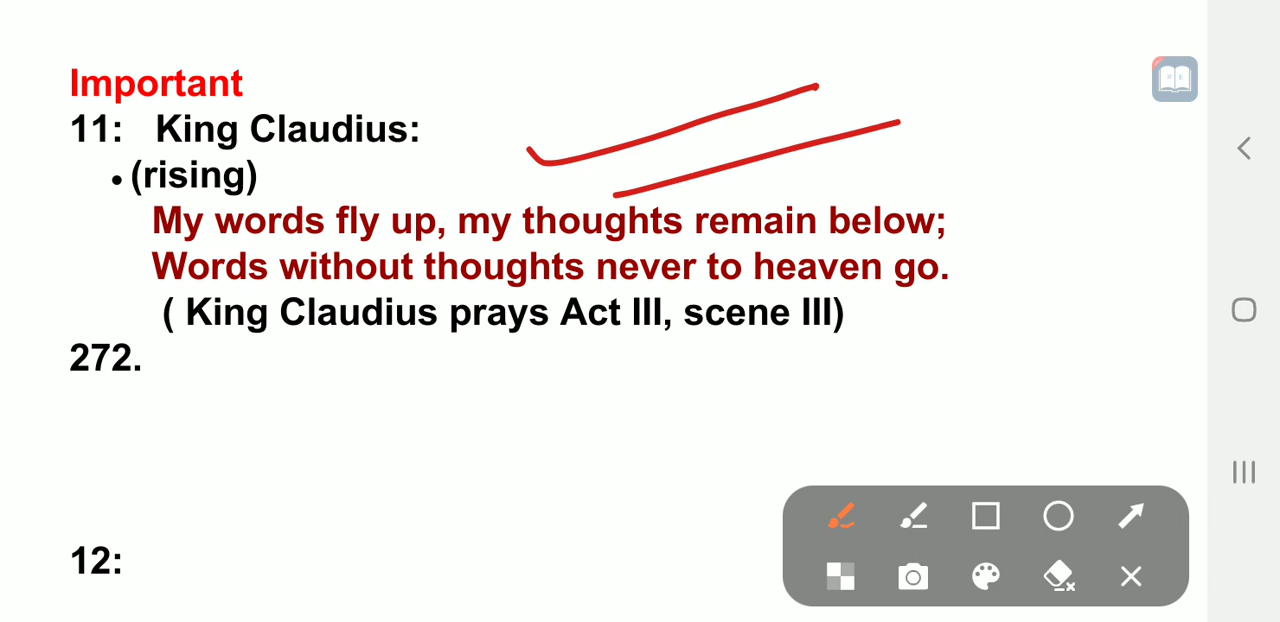 Important
11: King Claudius:
• (rising)
My words fly up, my thoughts remain below;
Words without thoughts never to heaven go.
( King Claudius prays Act III, scene III)
272.
12: